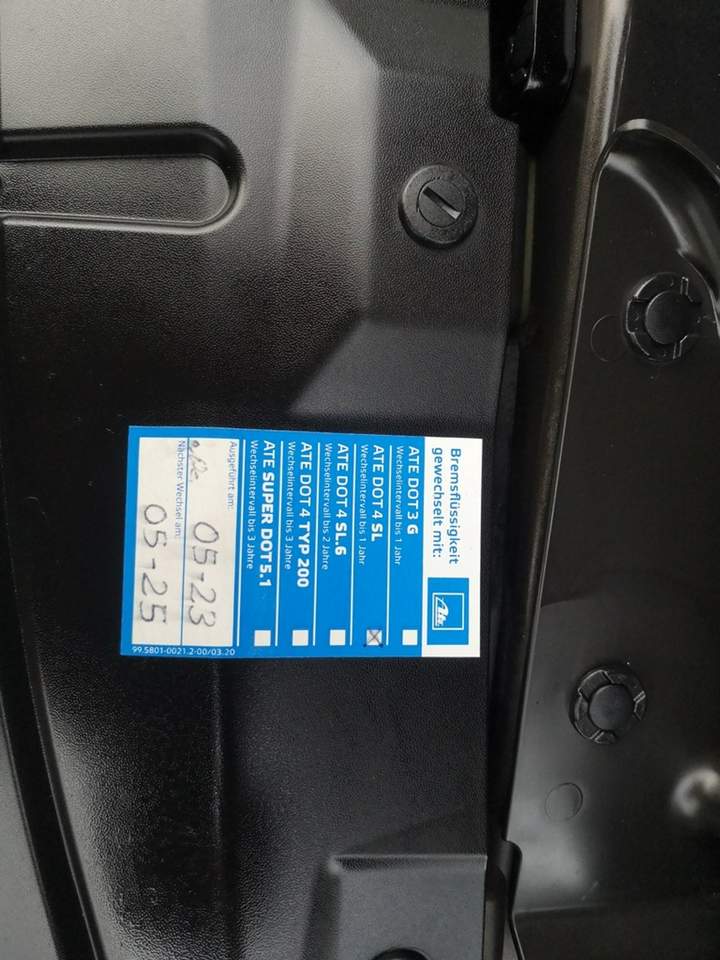 Bremsflüssigkeit
gewechselt mit:
Ate
ATE DOT 3 G
Wechselintervall bis 1 Jahr
ATE DOT 4 SL
Wechselintervall bis 1 Jahr
ATE DOT 4 SL.6
Wechselintervall bis 2 Jahre
ATE DOT 4 TYP 200
Wechselintervall bis 3 Jahre
ATE SUPER DOT 5.1
Wechselintervall bis 3 Jahre
Ausgeführt am:
05-23
Nächster Wechsel am:
05-25
99.5801-0021.2-00/03.20